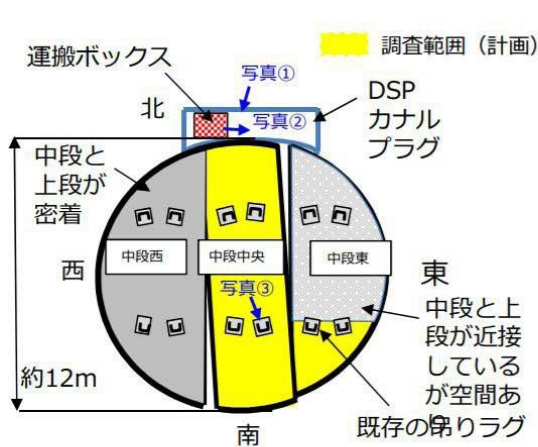 調査範囲（計画）
運搬ボックス
写真①
北
写真②
DSP
カナル
プラグ
中段と
上段が
密着
中段西
中段中央
中段東
西
東
写真③
中段と上
段が近接
している
が空間あ
り
約12m
既存の吊りラグ
南